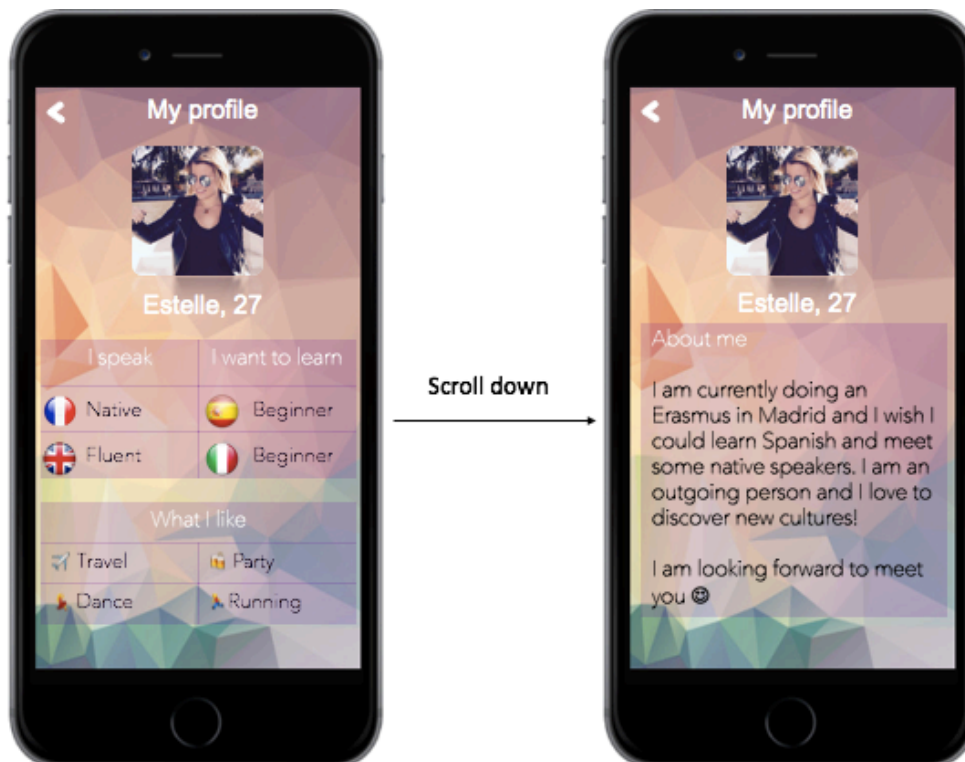 My profile
Estelle, 27
I speak I want to learn
Native Beginner
Fluent Beginner
What I like
Travel Party
Dance Running
Scroll down
My profile
Estelle, 27
About me
I am currently doing an
Erasmus in Madrid and I wish I
could learn Spanish and meet
some native speakers. I am an
outgoing person and I love to
discover new cultures!
I am looking forward to meet
you ☺